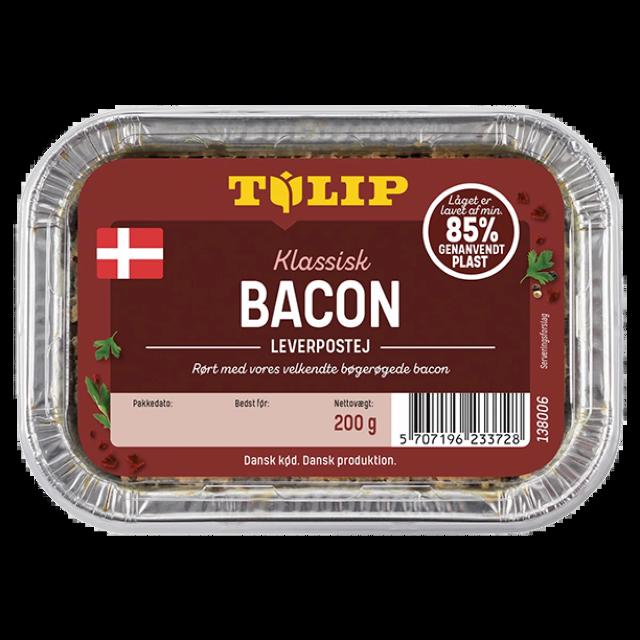 TULIP
Låget er
lavet af min.
85%
GENANVENDT
PLAST
Klassisk
BACON
LEVERPOSTEJ
Rørt med vores velkendte bøgerøgede bacon
Pakkedato:
Bedst før:
Nettovægt:
200 g
5 707196 233728
138006
Serveringsforslag
Dansk kød. Dansk produktion.